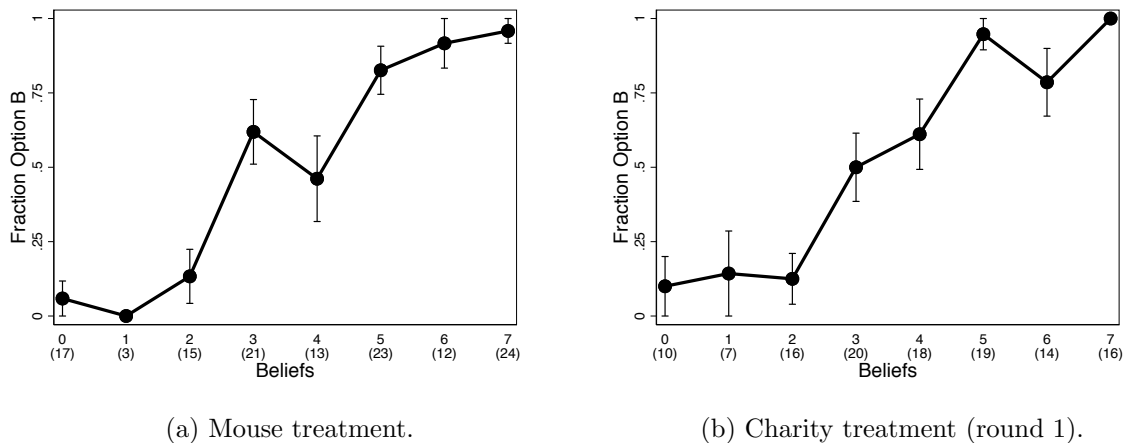 Fraction Option B
1
.75
.5
.25
0
0 1 2 3 4 5 6 7
(17) (3) (15) (21) (13) (23) (12) (24)
Beliefs
(a) Mouse treatment.
Fraction Option B
1
.75
.5
.25
0
0 1 2 3 4 5 6 7
(10) (7) (16) (20) (18) (19) (14) (16)
Beliefs
(b) Charity treatment (round 1).